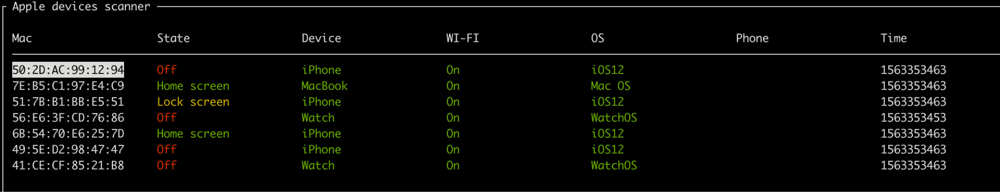 Apple devices scanner
Mac State Device WI-FI OS Phone Time
50:2D:AC:99:12:94 Off iPhone On iOS12 1563353463
7E:B5:C1:97:E4:C9 Home screen MacBook On Mac OS 1563353463
51:7B:B1:BB:E5:51 Lock screen iPhone On iOS12 1563353463
56:E6:3F:CD:76:86 Off Watch On WatchOS 1563353453
6B:54:70:E6:25:7D Home screen iPhone On iOS12 1563353463
49:5E:D2:98:47:47 Off iPhone On iOS12 1563353463
41:CE:CF:85:21:B8 Off Watch On WatchOS 1563353463